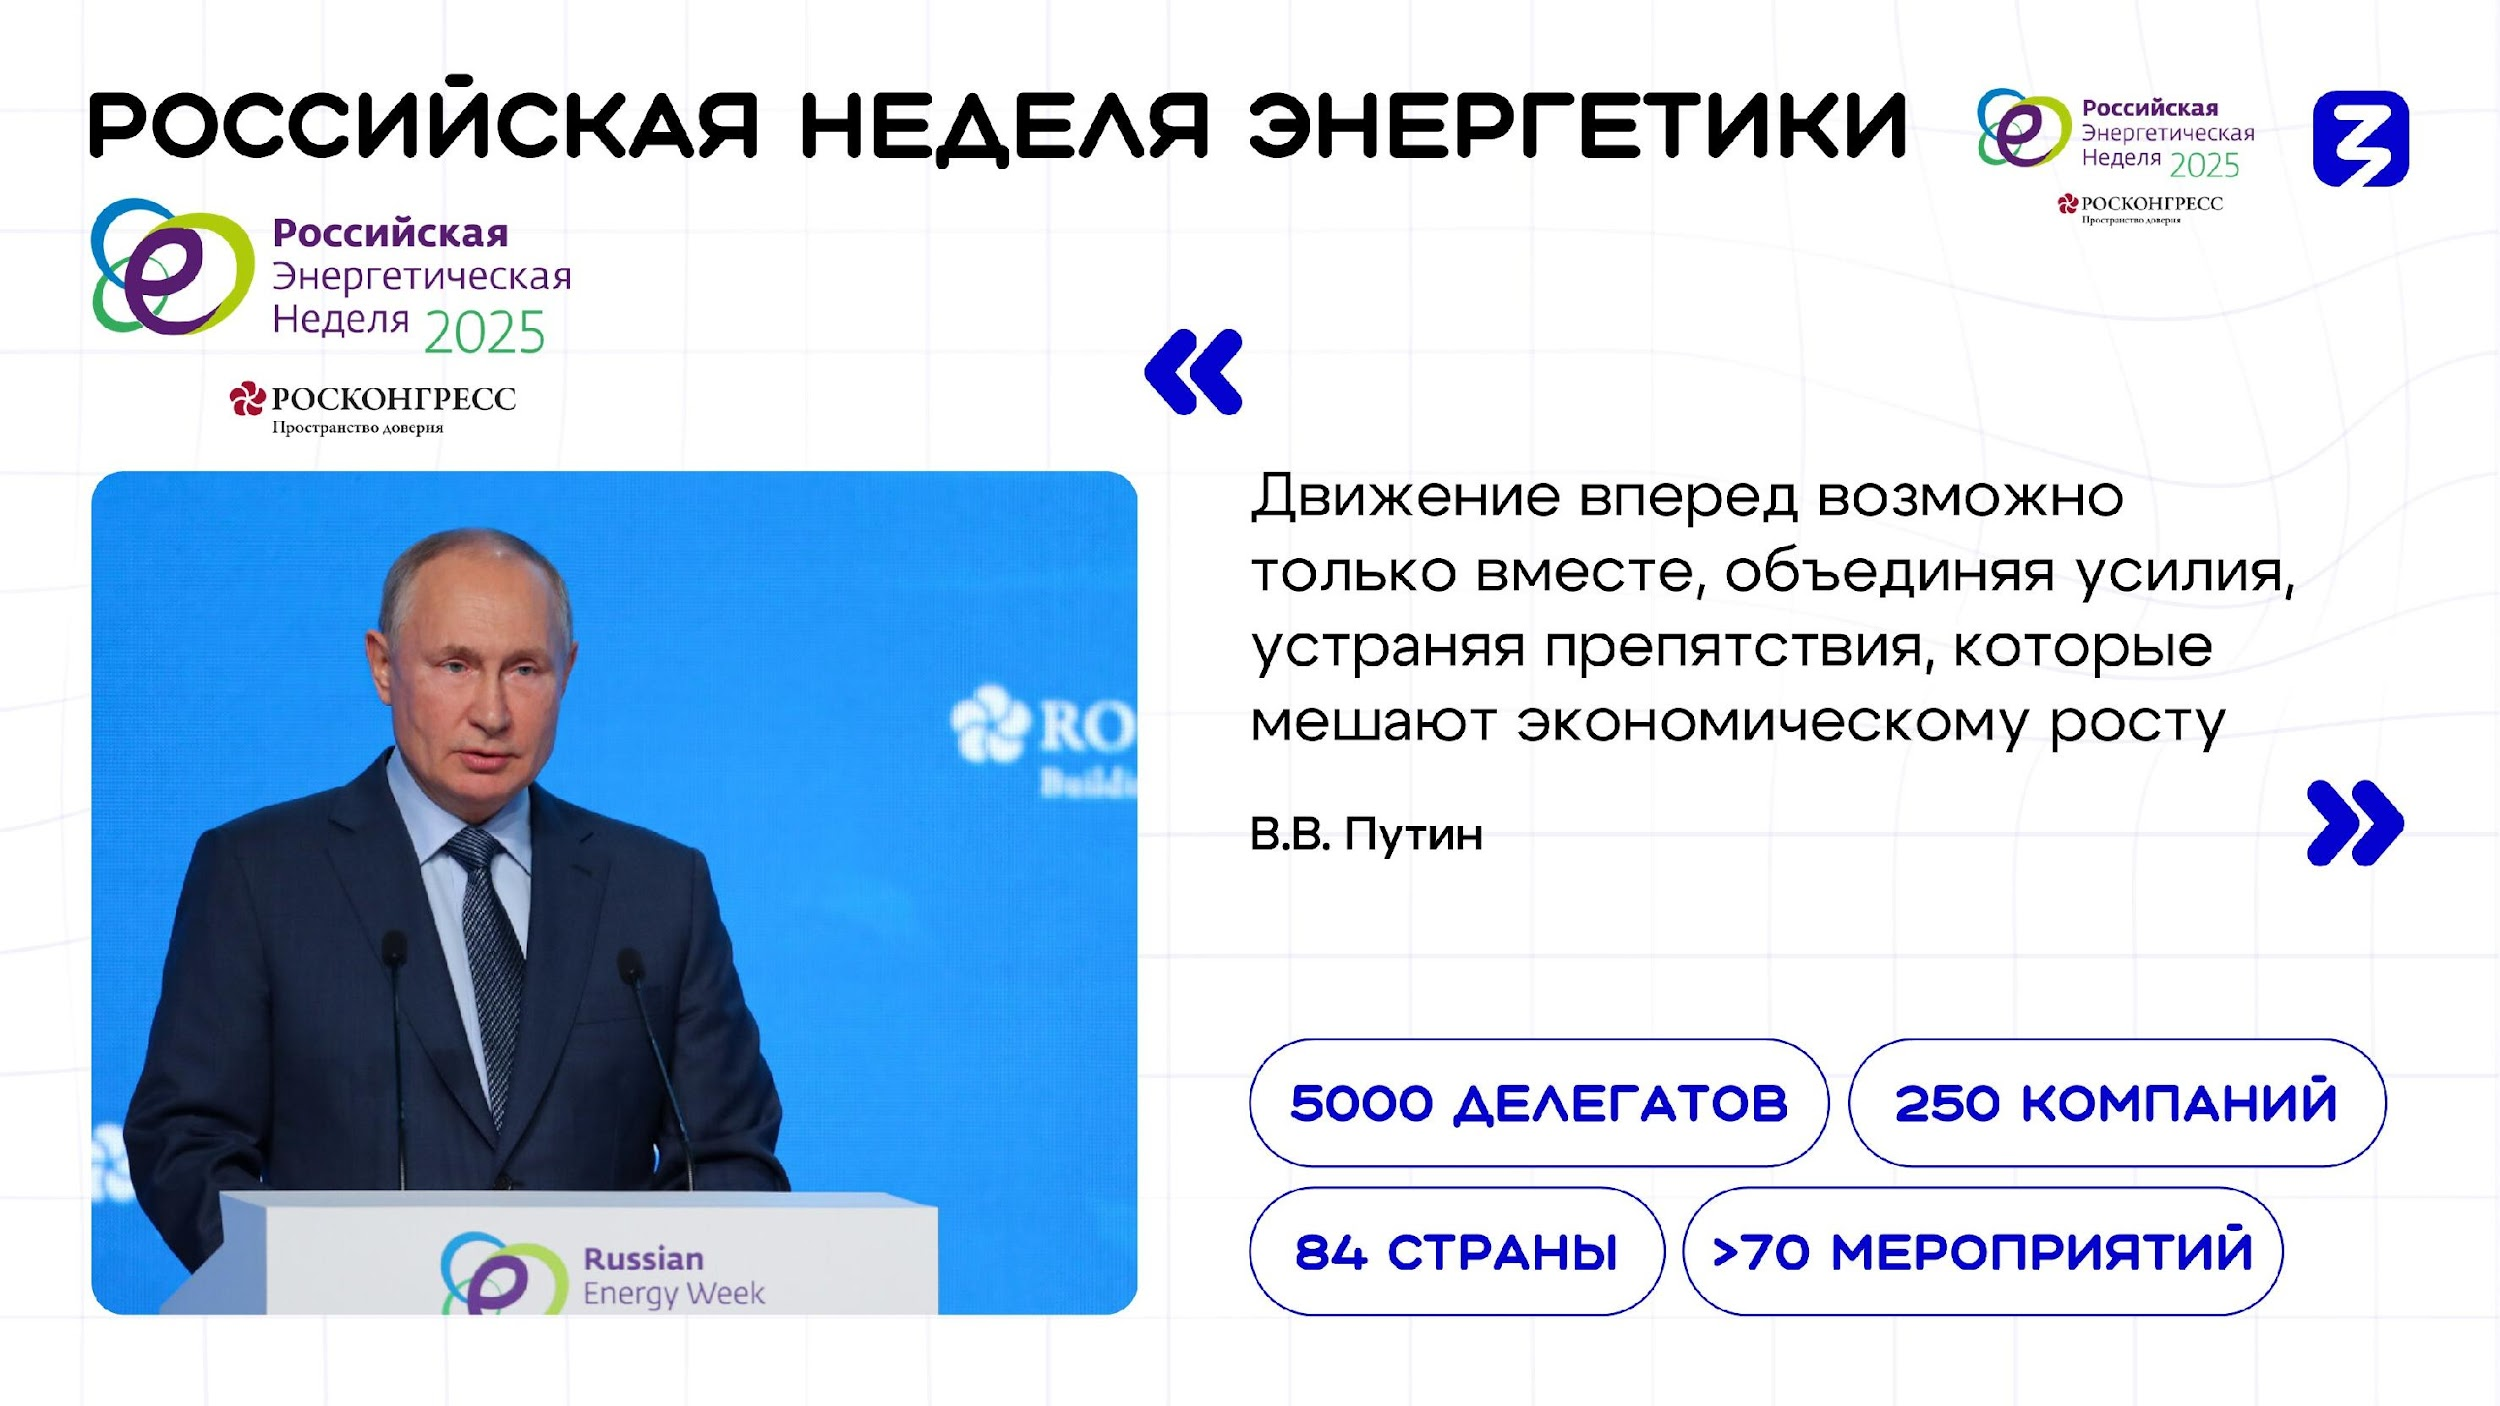 РОССИЙСКАЯ НЕДЕЛЯ ЭНЕРГЕТИКИ
Российская
Энергетическая
Неделя 2025
РОСКОНГРЕСС
Пространство доверия
Российская
Энергетическая
Неделя 2025
РОСКОНГРЕСС
Пространство доверия
«
Движение вперед возможно
только вместе, объединяя усилия,
устраняя препятствия, которые
мешают экономическому росту
»
В.В. Путин
RO
Buildi
Russian
Energy Week
5000 ДЕЛЕГАТОВ
250 КОМПАНИЙ
84 СТРАНЫ
>70 МЕРОПРИЯТИЙ